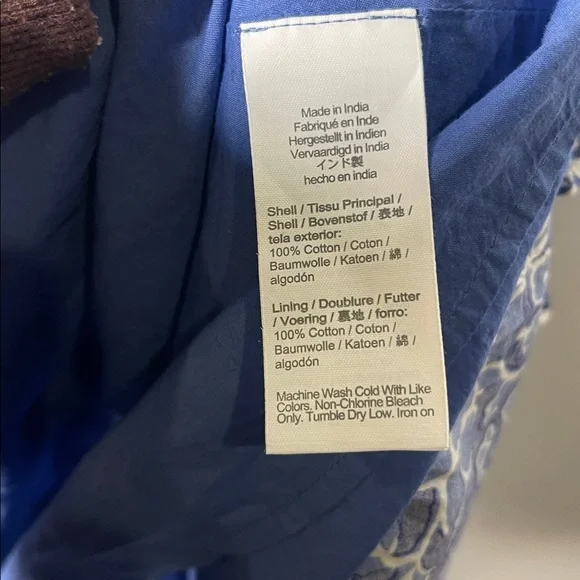 Made in India
Fabriqué en Inde
Hergestellt in Indien
Vervaardigd in India
インド製
hecho en india
Shell / Tissu Principal /
Shell / Bovenstof / 表地 /
tela exterior:
100% Cotton / Coton /
Baumwolle / Katoen / 綿 /
algodón
Lining / Doublure / Futter
/ Voering / 裏地 / forro:
100% Cotton / Coton /
Baumwolle / Katoen / 綿 /
algodón
Machine Wash Cold With Like
Colors. Non-Chlorine Bleach
Only. Tumble Dry Low. Iron on